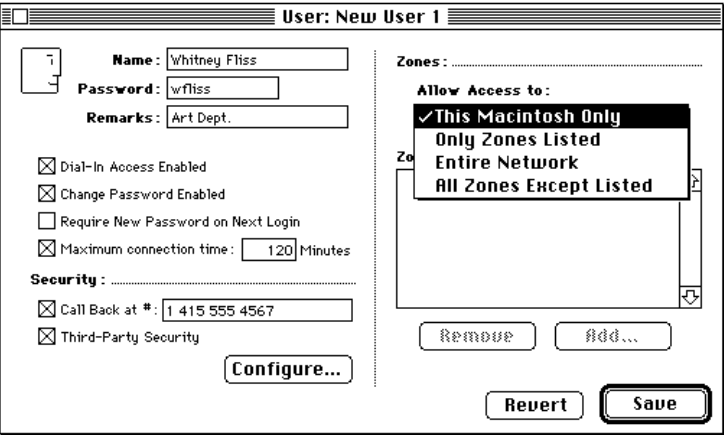 User: New User 1
Name: Whitney Fliss
Password: wfliss
Remarks: Art Dept.
Dial-In Access Enabled
Change Password Enabled
Require New Password on Next Login
Maximum connection time: 120 Minutes
Security:
Call Back at #: 1 415 555 4567
Third-Party Security
Configure...
Zones:
Allow Access to:
✓This Macintosh Only
Only Zones Listed
Entire Network
All Zones Except Listed
Zo
Remove
Add...
Revert
Save